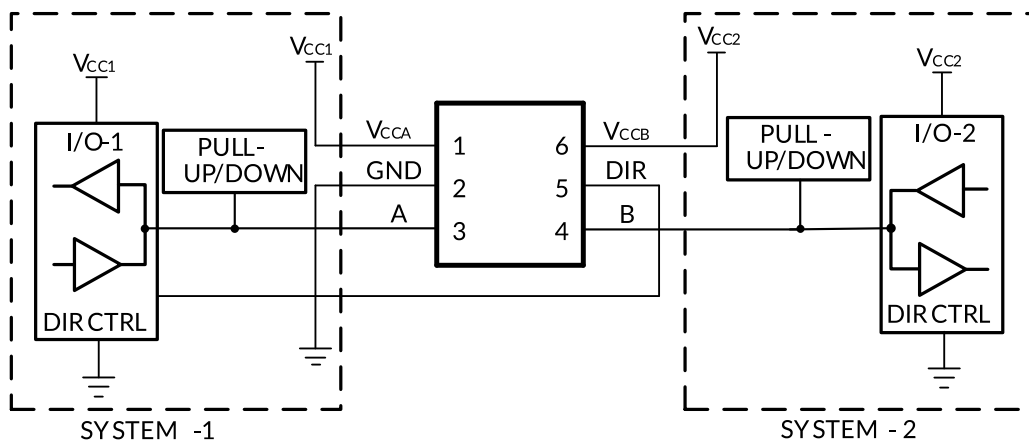 VCC1
I/O-1
PULL-
UP/DOWN
DIR CTRL
SYSTEM -1
VCC1
VCCA
GND
A
1
2
3
6
5
4
VCCB
DIR
B
VCC2
PULL -
UP/DOWN
VCC2
I/O-2
DIR CTRL
SYSTEM - 2